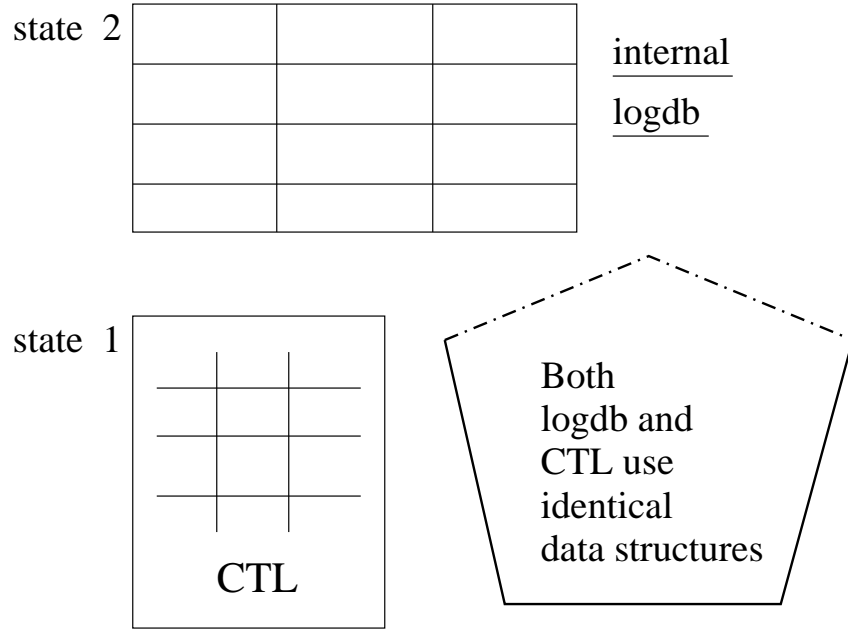 state 2
internal
logdb
state 1
CTL
Both
logdb and
CTL use
identical
data structures